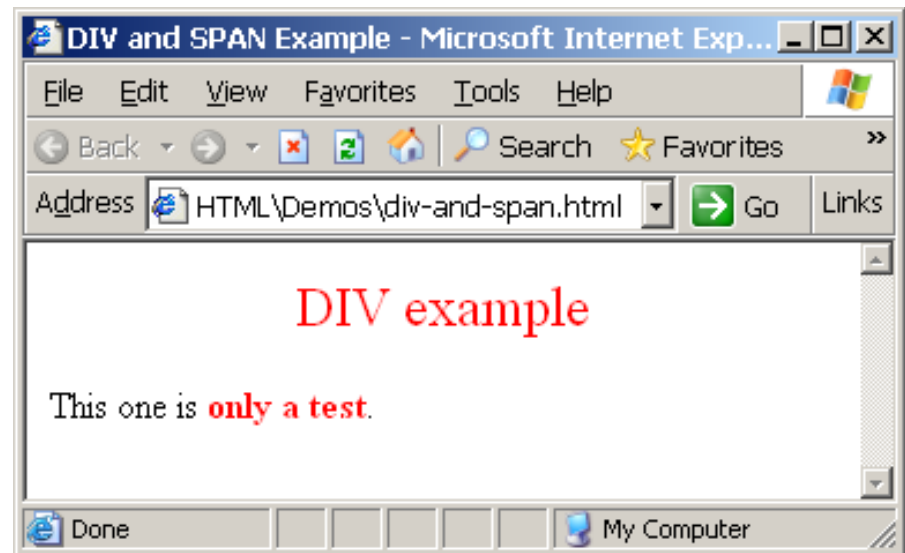 DIV and SPAN Example - Microsoft Internet Exp...
File Edit View Favorites Tools Help
Back Search Favorites »
Address HTML\Demos\div-and-span.html Go Links
DIV example
This one is only a test.
Done My Computer